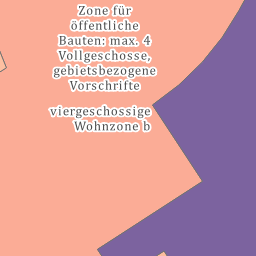 Zone für
öffentliche
Bauten: max. 4
Vollgeschosse,
gebietsbezogene
Vorschrifte
viergeschossige
Wohnzone b